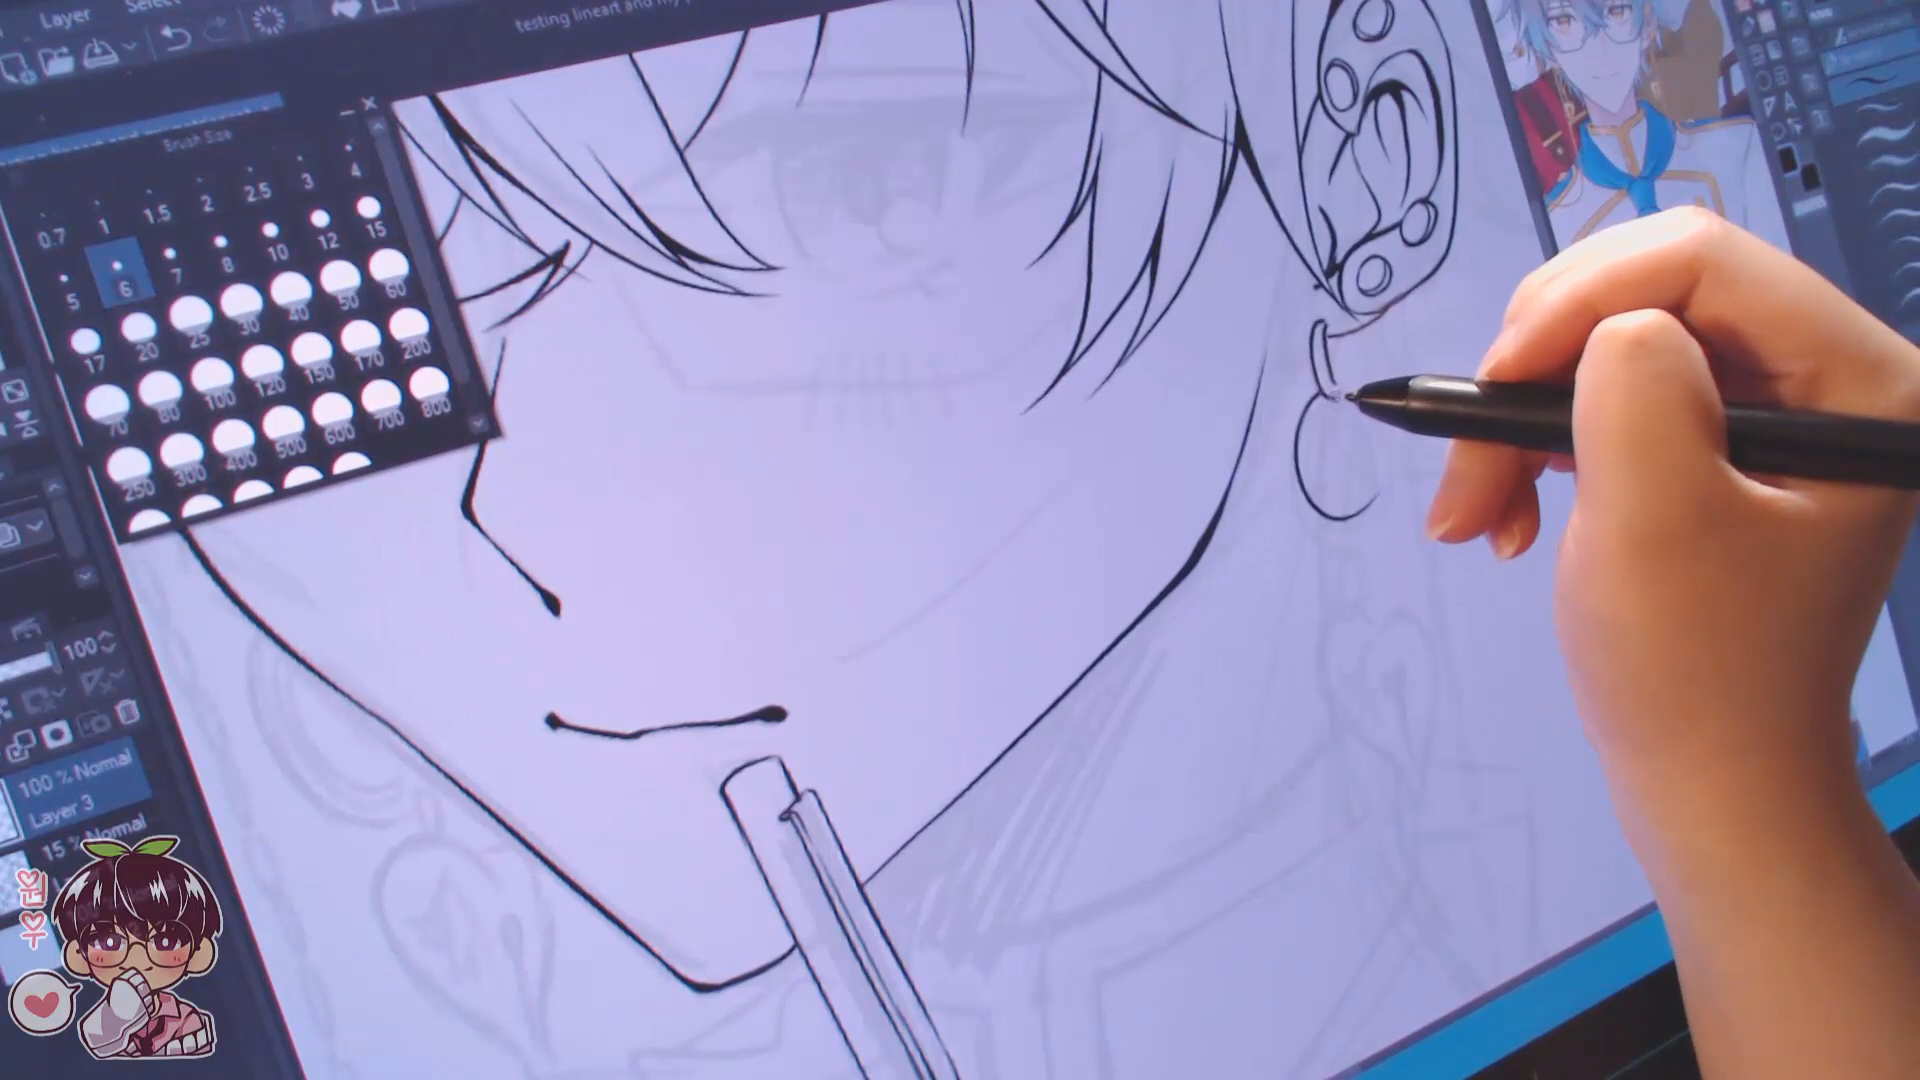 Layer
Select
testing lineart and my
Brush Size
0.7 1 1.5 2 2.5 3 4
5 6 7 8 10 12 15
17 20 25 30 40 50 60
70 80 100 120 150 170 200
250 300 400 500 600 700 800
100
100 % Normal
Layer 3
15 % Normal
원우